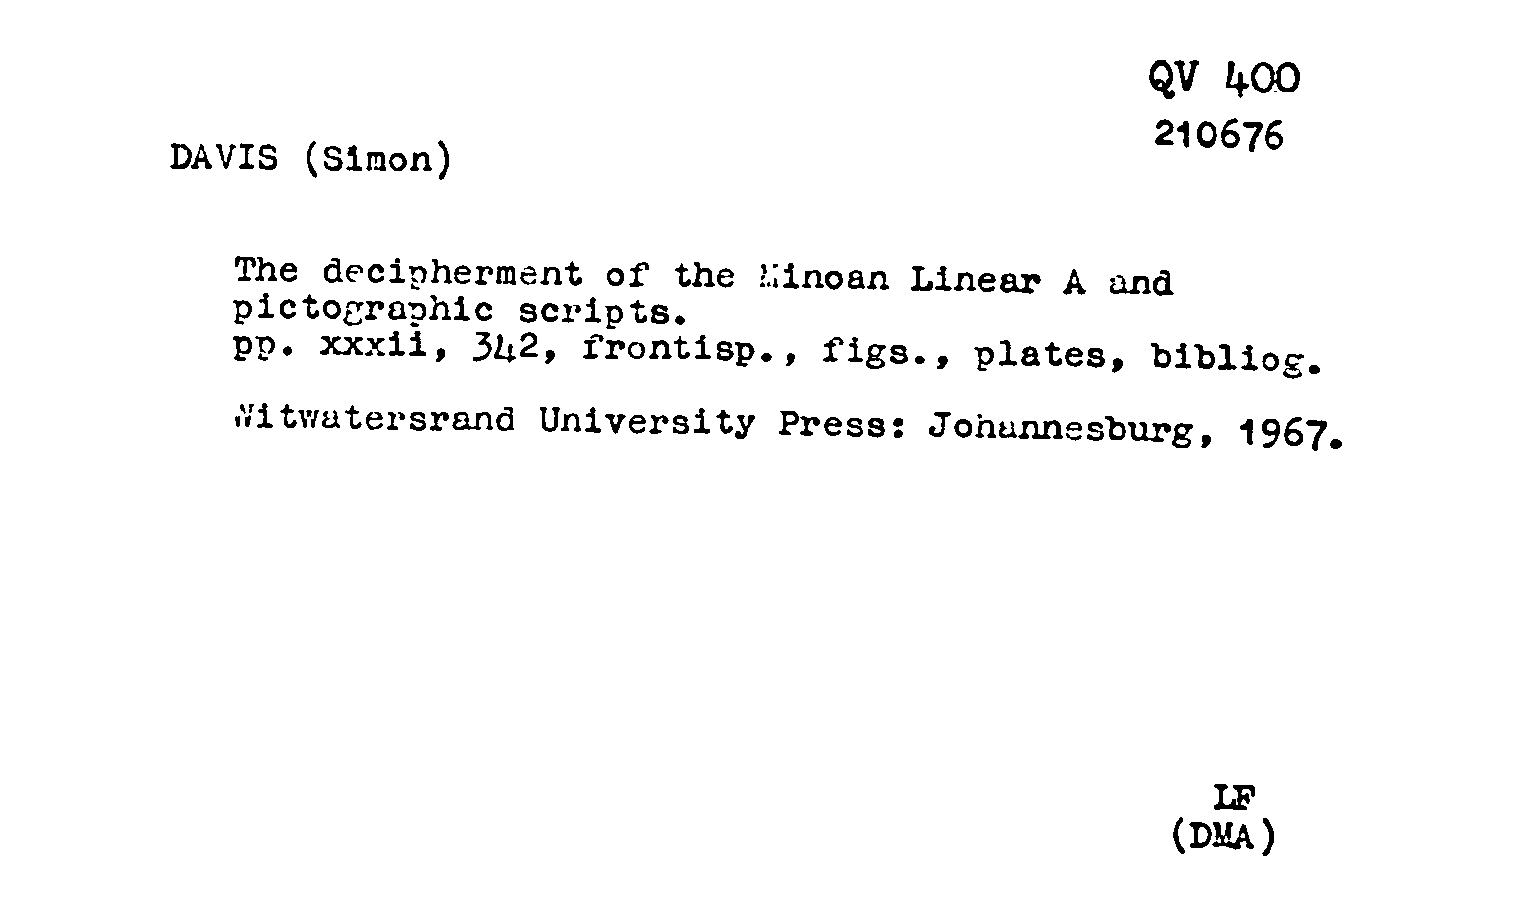 QV 400
210676
DAVIS (Simon)
The decipherment of the Minoan Linear A and
pictographic scripts.
pp. xxxii, 342, frontisp., figs., plates, bibliog.
Witwatersrand University Press: Johannesburg, 1967.
LF
(DMA)